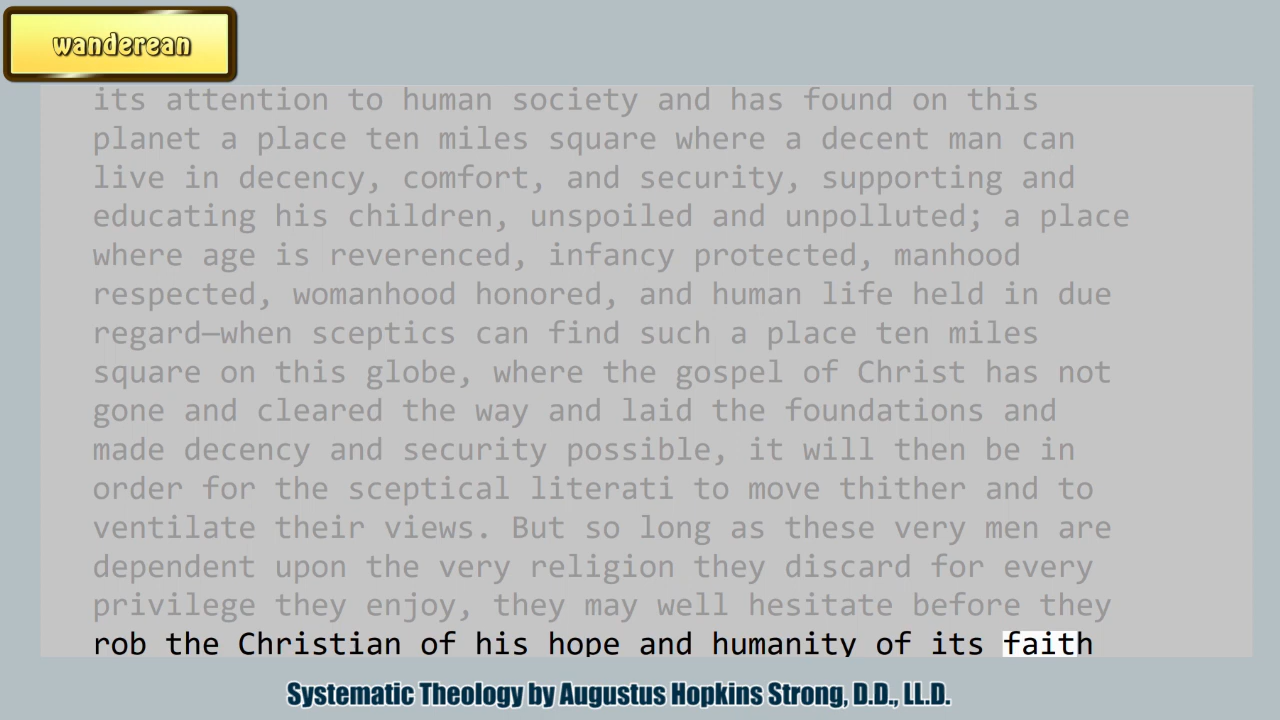 wanderean
its attention to human society and has found on this
planet a place ten miles square where a decent man can
live in decency, comfort, and security, supporting and
educating his children, unspoiled and unpolluted; a place
where age is reverenced, infancy protected, manhood
respected, womanhood honored, and human life held in due
regard—when sceptics can find such a place ten miles
square on this globe, where the gospel of Christ has not
gone and cleared the way and laid the foundations and
made decency and security possible, it will then be in
order for the sceptical literati to move thither and to
ventilate their views. But so long as these very men are
dependent upon the very religion they discard for every
privilege they enjoy, they may well hesitate before they
rob the Christian of his hope and humanity of its faith
Systematic Theology by Augustus Hopkins Strong, D.D., LL.D.